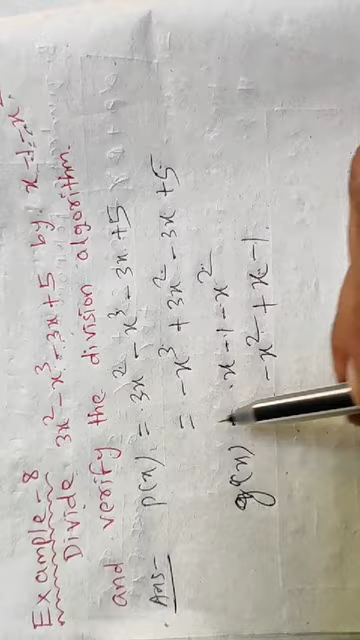 Example-8
Divide 3x² - x³ - 3x + 5 by x - 1 - x²
and verify the division algorithm.
Ans- p(x) = 3x² - x³ - 3x + 5
= -x³ + 3x² - 3x + 5
g(x) x - 1 - x²
-x² + x - 1